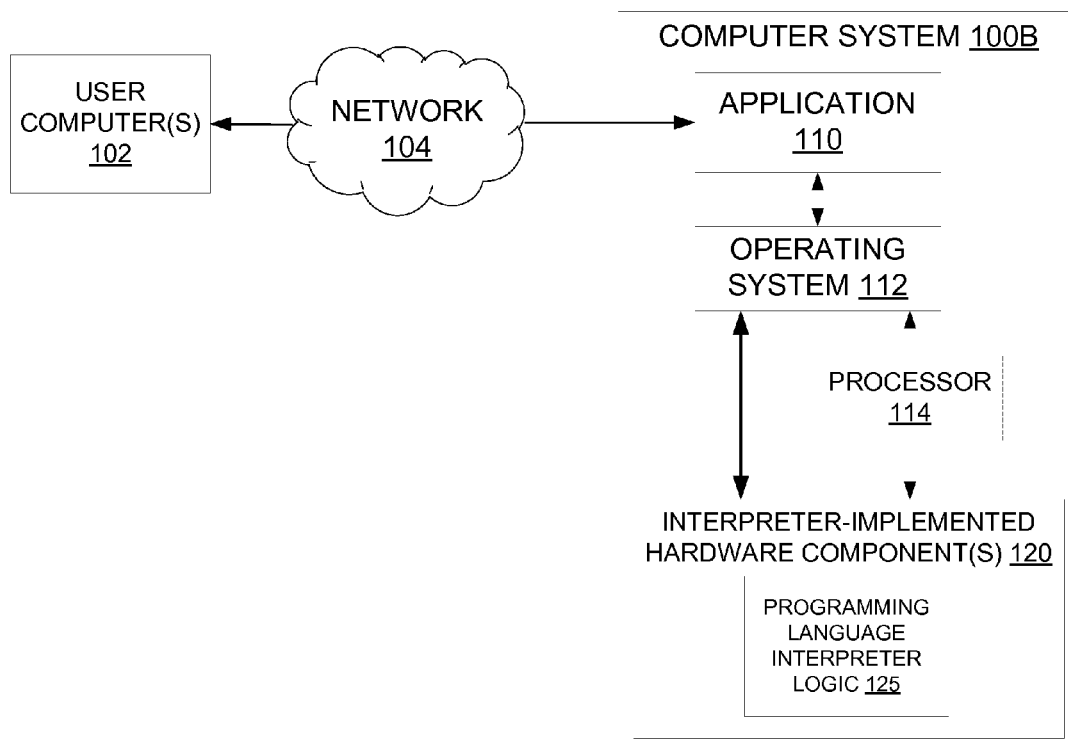 USER
COMPUTER(S)
102
NETWORK
104
COMPUTER SYSTEM 100B
APPLICATION
110
OPERATING
SYSTEM 112
PROCESSOR
114
INTERPRETER-IMPLEMENTED
HARDWARE COMPONENT(S) 120
PROGRAMMING
LANGUAGE
INTERPRETER
LOGIC 125